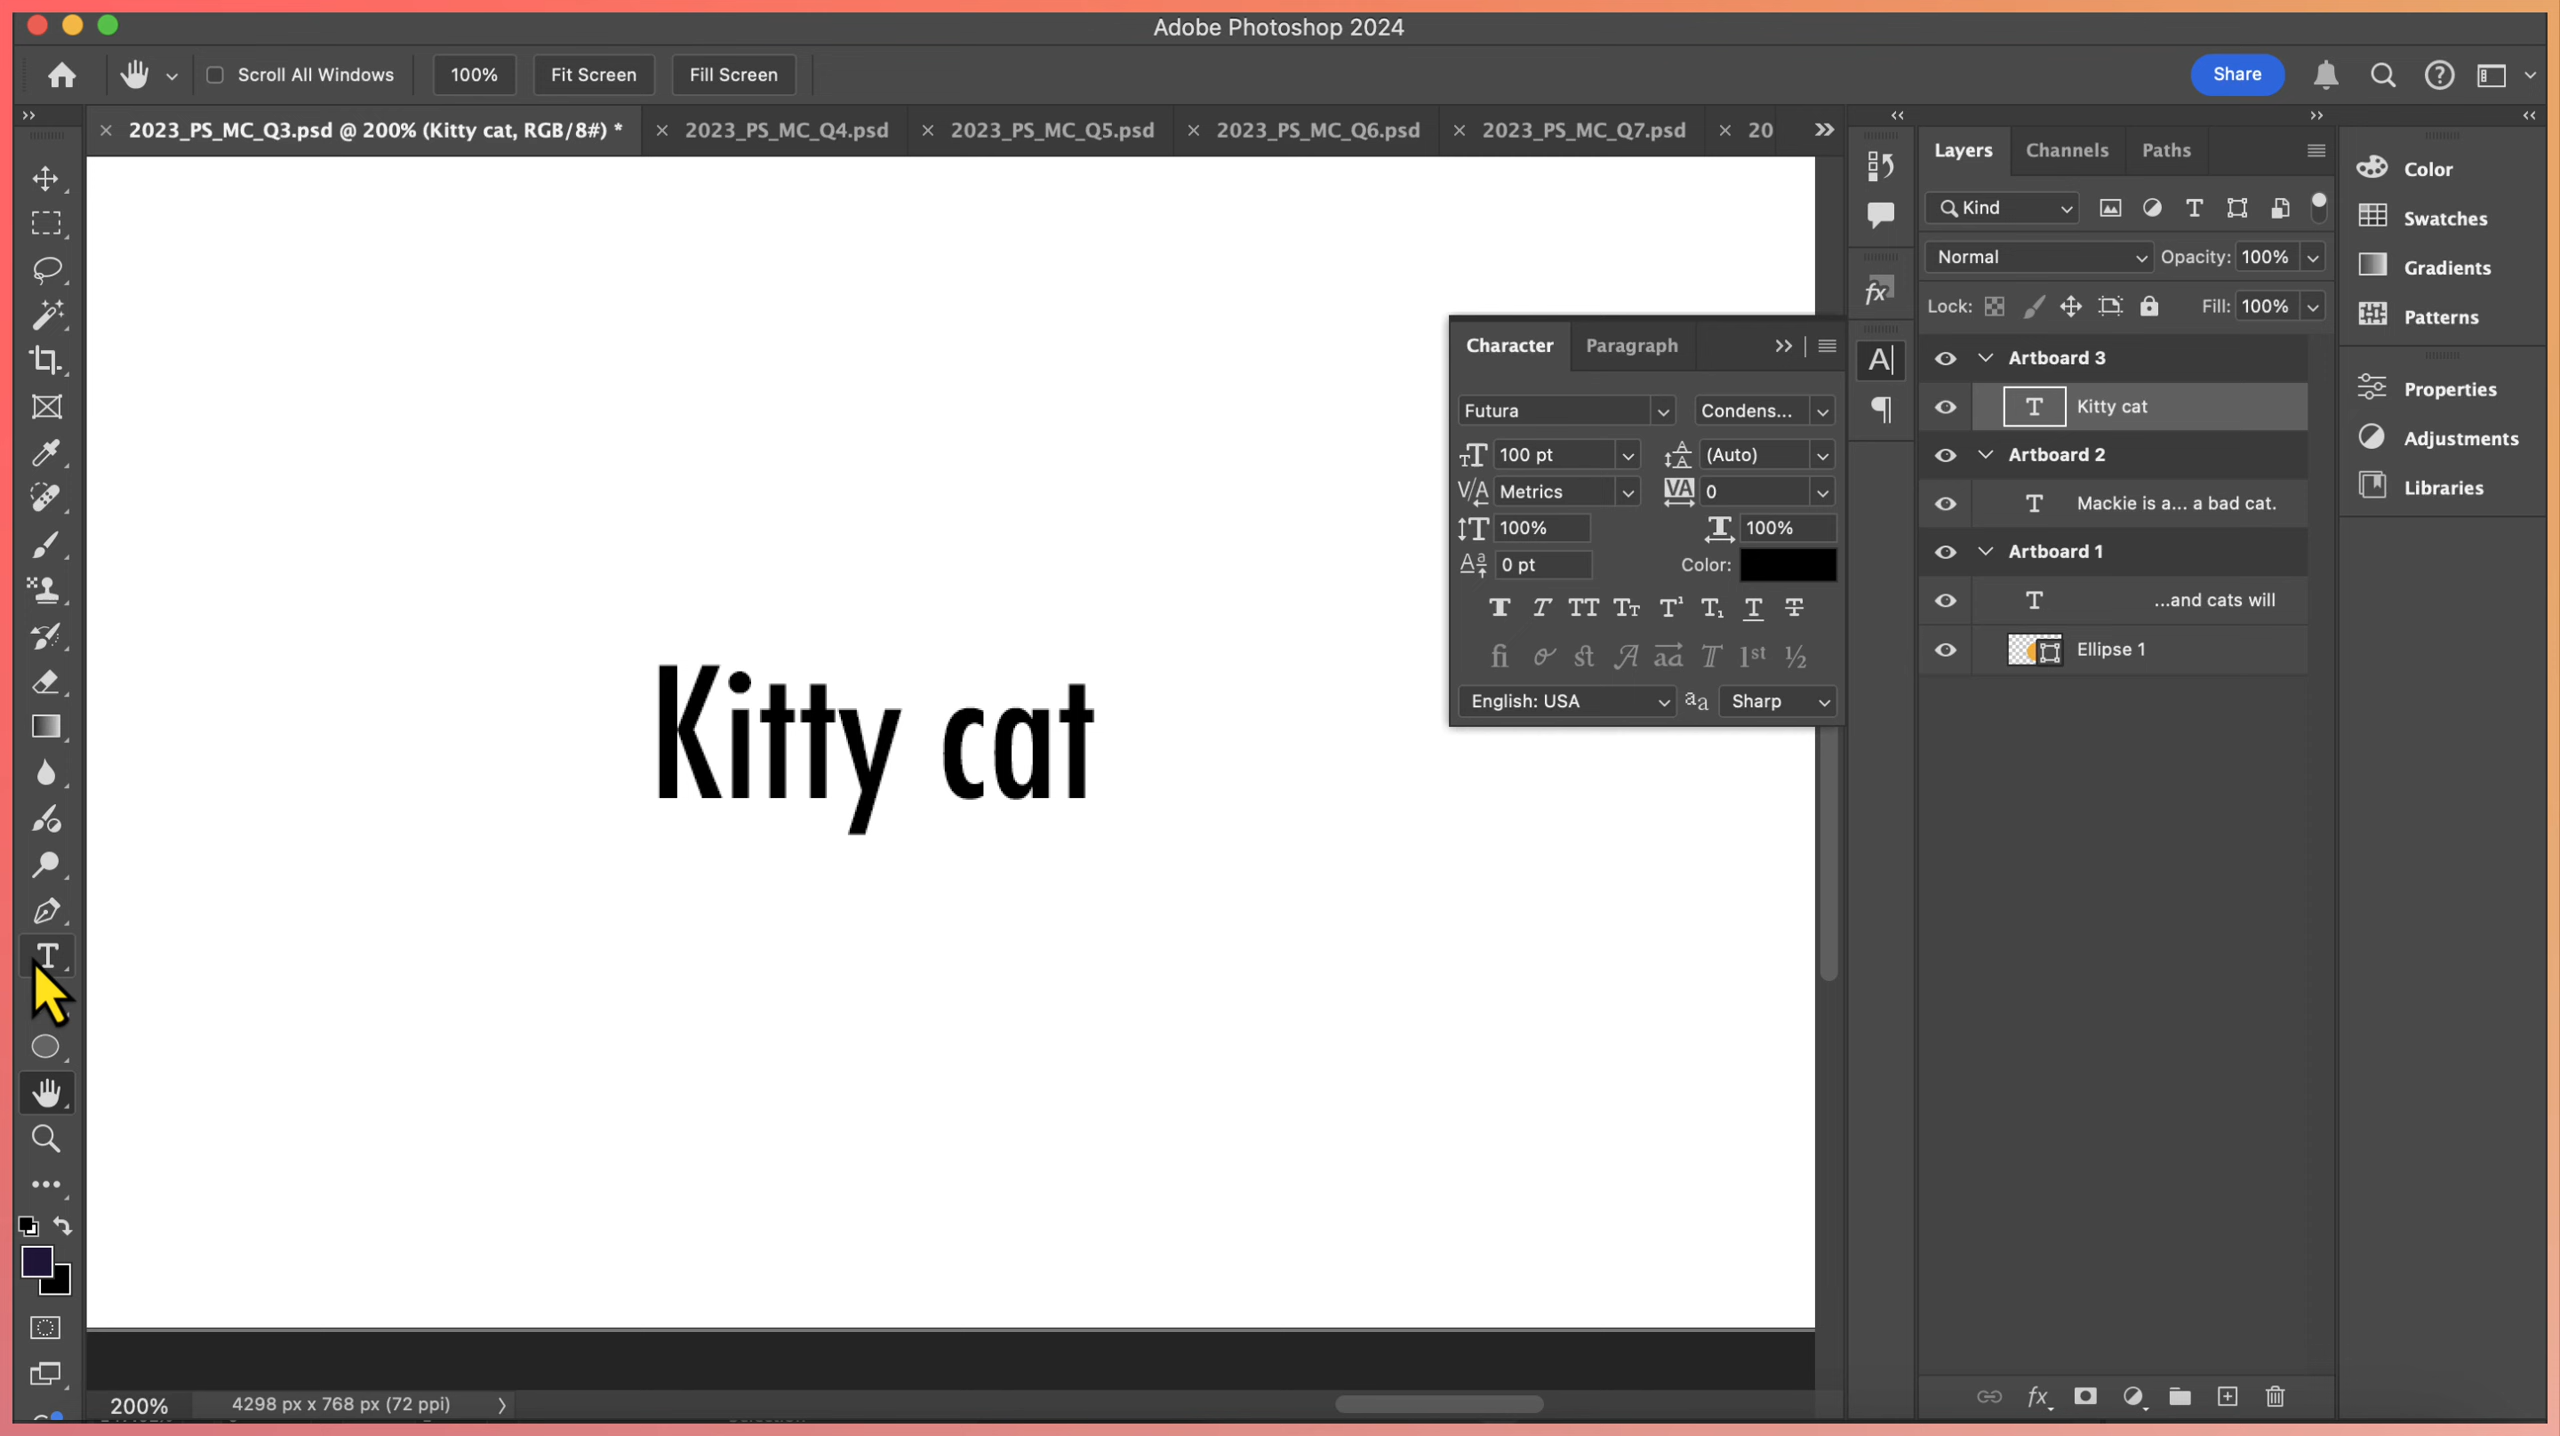 Adobe Photoshop 2024
Scroll All Windows 100% Fit Screen Fill Screen Share
2023_PS_MC_Q3.psd @ 200% (Kitty cat, RGB/8#) * 2023_PS_MC_Q4.psd 2023_PS_MC_Q5.psd 2023_PS_MC_Q6.psd 2023_PS_MC_Q7.psd 20
Kitty cat
Character Paragraph
Futura Condens...
100 pt (Auto)
Metrics 0
100% 100%
0 pt Color:
English: USA Sharp
Layers Channels Paths
Kind
Normal Opacity: 100%
Lock: Fill: 100%
Artboard 3
Kitty cat
Artboard 2
Mackie is a... a bad cat.
Artboard 1
...and cats will
Ellipse 1
Color
Swatches
Gradients
Patterns
Properties
Adjustments
Libraries
200% 4298 px x 768 px (72 ppi)